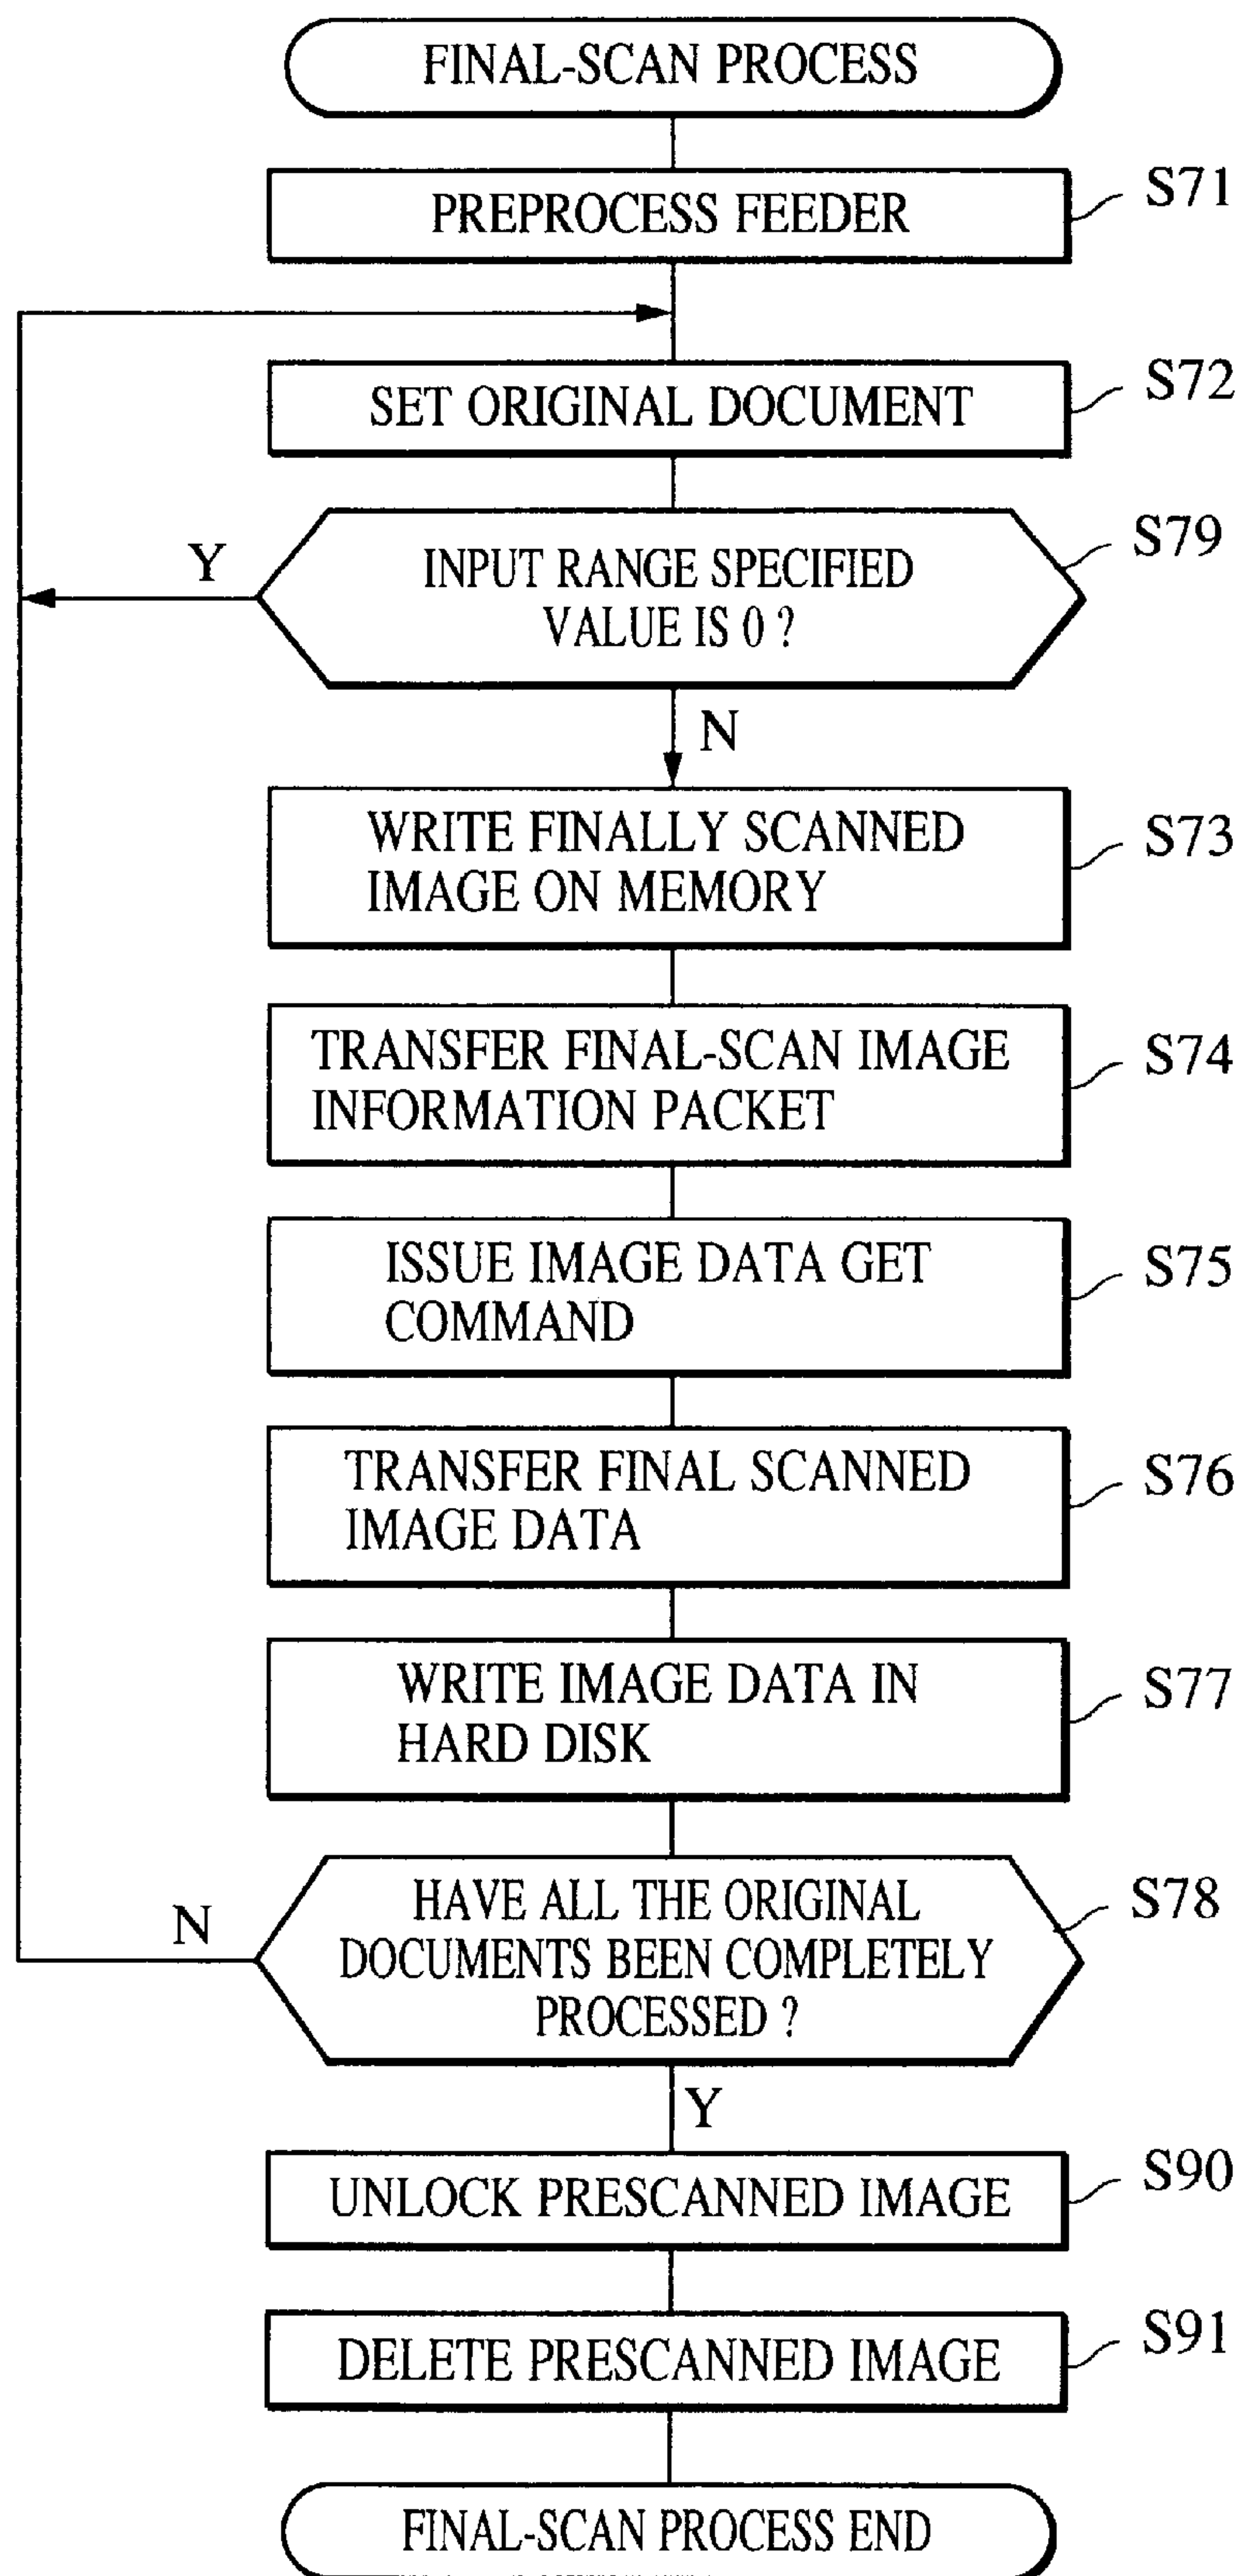 FINAL-SCAN PROCESS
PREPROCESS FEEDER
S71
SET ORIGINAL DOCUMENT
S72
INPUT RANGE SPECIFIED
VALUE IS 0 ?
S79
Y
N
WRITE FINALLY SCANNED
IMAGE ON MEMORY
S73
TRANSFER FINAL-SCAN IMAGE
INFORMATION PACKET
S74
ISSUE IMAGE DATA GET
COMMAND
S75
TRANSFER FINAL SCANNED
IMAGE DATA
S76
WRITE IMAGE DATA IN
HARD DISK
S77
HAVE ALL THE ORIGINAL
DOCUMENTS BEEN COMPLETELY
PROCESSED ?
S78
N
Y
UNLOCK PRESCANNED IMAGE
S90
DELETE PRESCANNED IMAGE
S91
FINAL-SCAN PROCESS END